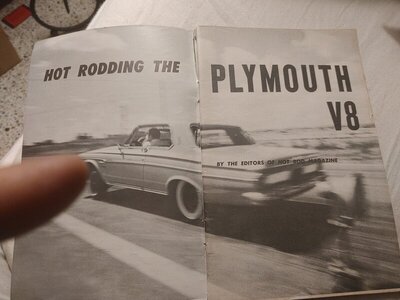 HOT RODDING THE
PLYMOUTH
V8
BY THE EDITORS OF HOT ROD MAGAZINE